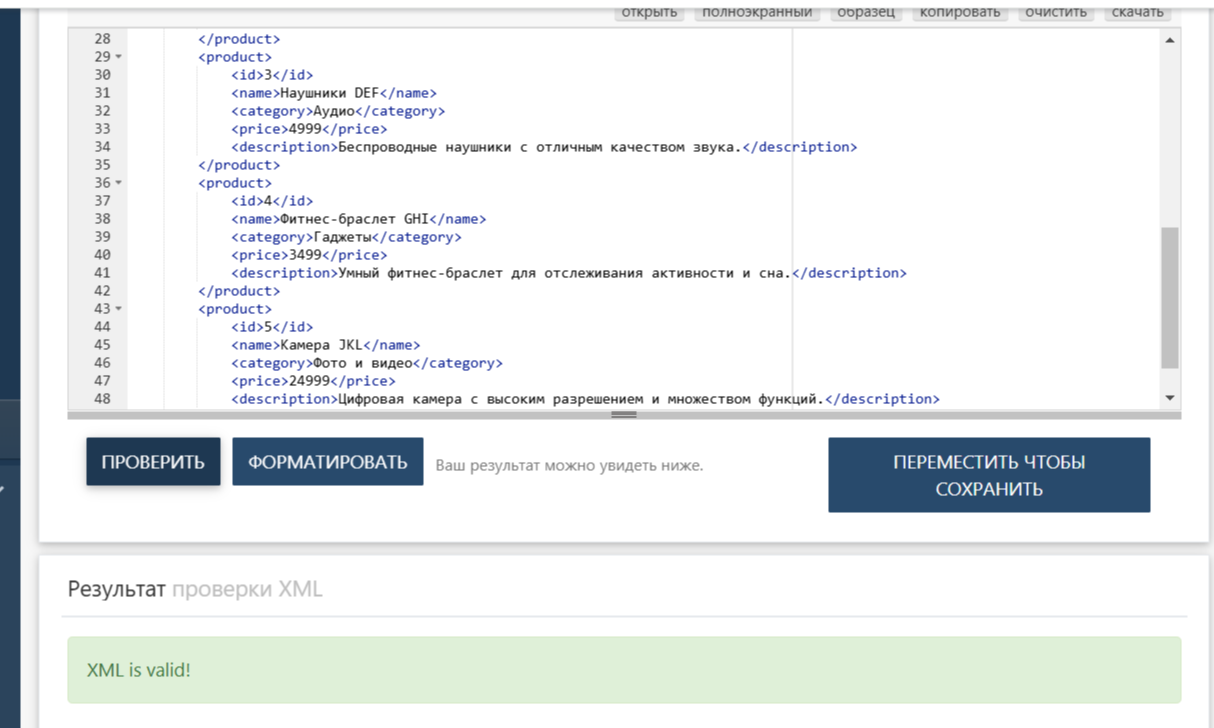 открыть полноэкранный образец копировать очистить скачать
28 </product>
29 <product>
30 <id>3</id>
31 <name>Наушники DEF</name>
32 <category>Аудио</category>
33 <price>4999</price>
34 <description>Беспроводные наушники с отличным качеством звука.</description>
35 </product>
36 <product>
37 <id>4</id>
38 <name>Фитнес-браслет GHI</name>
39 <category>Гаджеты</category>
40 <price>3499</price>
41 <description>Умный фитнес-браслет для отслеживания активности и сна.</description>
42 </product>
43 <product>
44 <id>5</id>
45 <name>Камера JKL</name>
46 <category>Фото и видео</category>
47 <price>24999</price>
48 <description>Цифровая камера с высоким разрешением и множеством функций.</description>
ПРОВЕРИТЬ ФОРМАТИРОВАТЬ Ваш результат можно увидеть ниже. ПЕРЕМЕСТИТЬ ЧТОБЫ
СОХРАНИТЬ
Результат проверки XML
XML is valid!